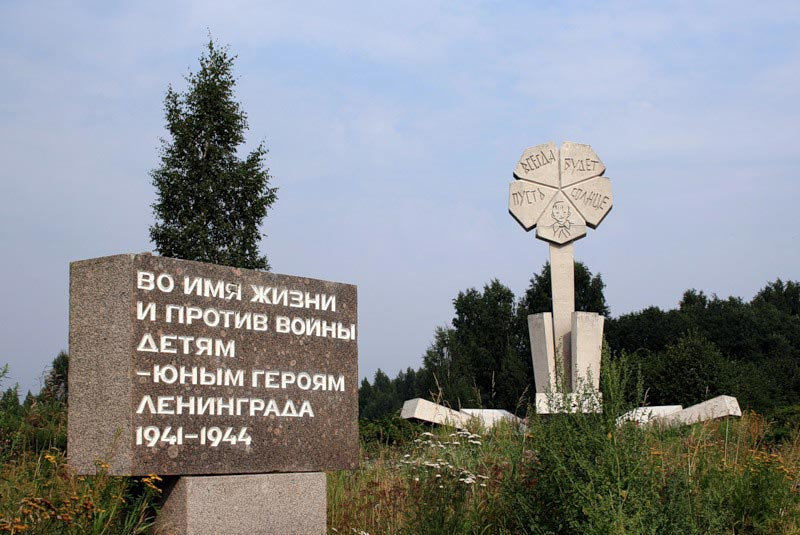 ВО ИМЯ ЖИЗНИ
И ПРОТИВ ВОЙНЫ
ДЕТЯМ
-ЮНЫМ ГЕРОЯМ
ЛЕНИНГРАДА
1941-1944
ПУСТЬ
ВСЕГДА
БУДЕТ
СОЛНЦЕ